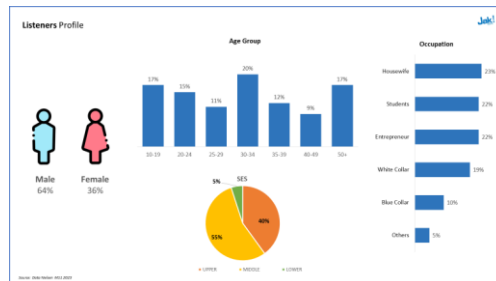 Listeners Profile
Jak!
Age Group
17%
15%
11%
20%
12%
9%
17%
10-19
20-24
25-29
30-34
35-39
40-49
50+
Male
64%
Female
36%
SES
5%
40%
55%
UPPER
MIDDLE
LOWER
Occupation
Housewife
23%
Students
22%
Entrepreneur
22%
White Collar
19%
Blue Collar
10%
Others
5%